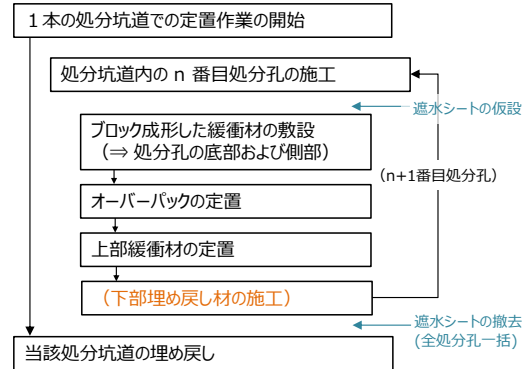 １本の処分坑道での定置作業の開始
処分坑道内の n 番目処分孔の施工
遮水シートの仮設
ブロック成形した緩衝材の敷設
（⇒ 処分孔の底部および側部）
（n+1番目処分孔）
オーバーパックの定置
上部緩衝材の定置
（下部埋め戻し材の施工）
遮水シートの撤去
(全処分孔一括)
当該処分坑道の埋め戻し